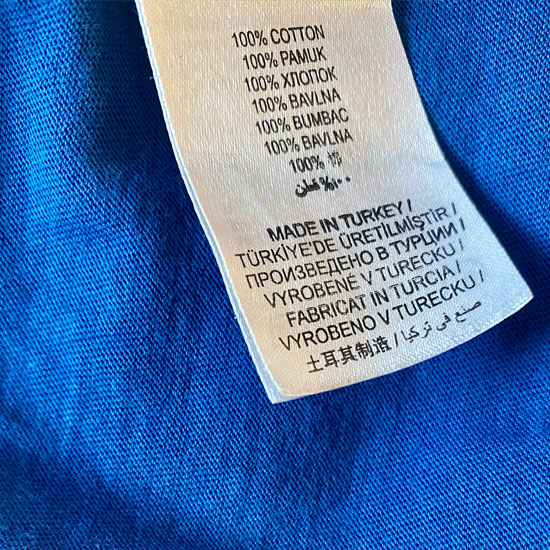 100% COTTON
100% PAMUK
100% ХЛОПОК
100% BAVLNA
100% BUMBAC
100% BAVLNA
100% 棉
١٠٠% قطن
MADE IN TURKEY /
TÜRKİYE'DE ÜRETİLMİŞTİR /
ПРОИЗВЕДЕНО В ТУРЦИИ /
VYROBENÉ V TURECKU /
FABRICAT IN TURCIA /
VYROBENO V TURECKU /
土耳其制造 / صنع في تركيا